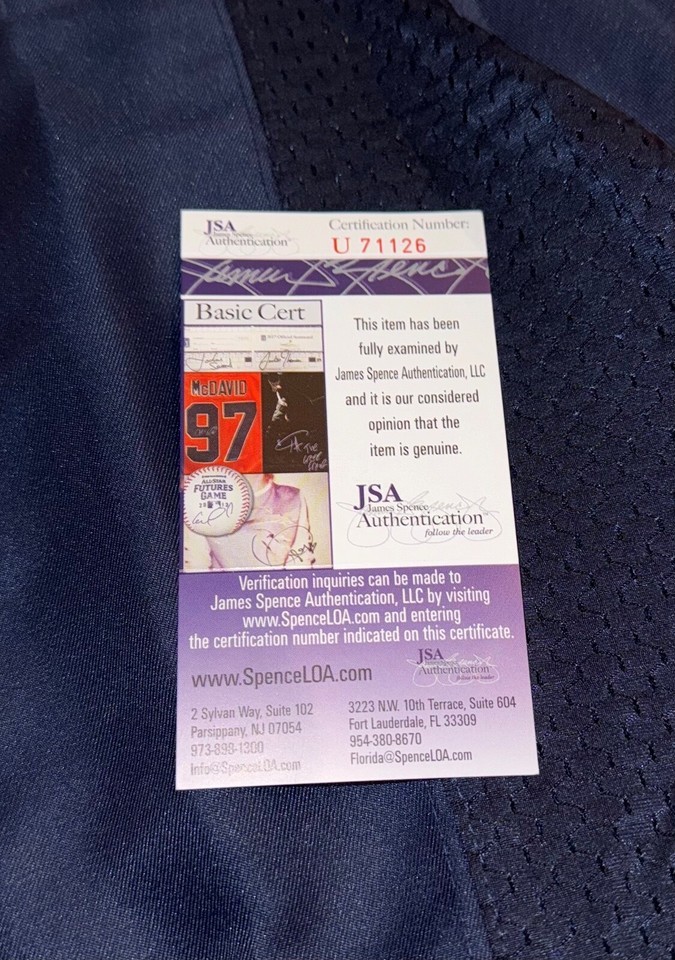 JSA
James Spence
Authentication
Certification Number:
U 71126
James Spence
Basic Cert
McDAVID
97
ALL-STAR
FUTURES
GAME
This item has been
fully examined by
James Spence Authentication, LLC
and it is our considered
opinion that the
item is genuine.
JSA
James Spence
Authentication
follow the leader
Verification inquiries can be made to
James Spence Authentication, LLC by visiting
www.SpenceLOA.com and entering
the certification number indicated on this certificate.
JSA
Authentication
follow the leader
www.SpenceLOA.com
2 Sylvan Way, Suite 102
Parsippany, NJ 07054
973-898-1300
Info@SpenceLOA.com
3223 N.W. 10th Terrace, Suite 604
Fort Lauderdale, FL 33309
954-380-8670
Florida@SpenceLOA.com